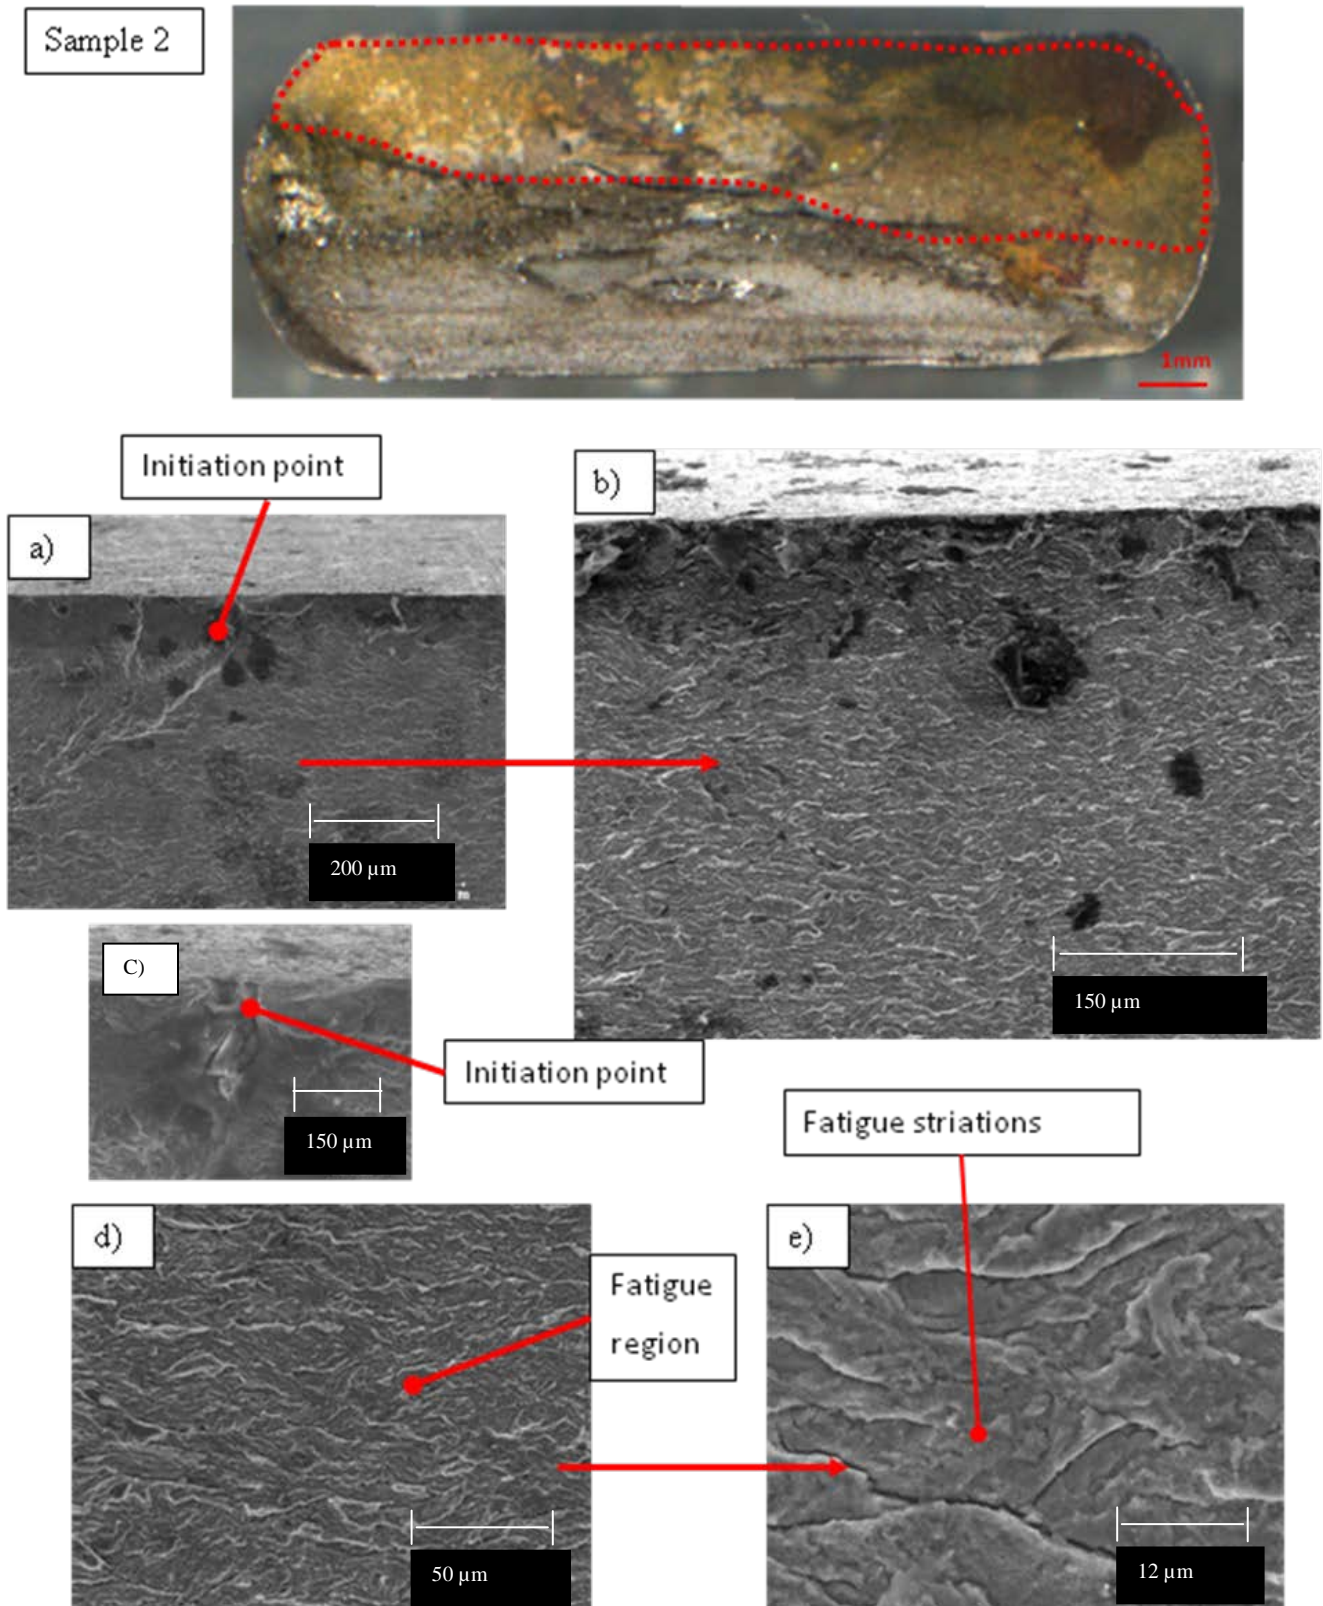 Sample 2
1mm
Initiation point
a)
200 µm
b)
150 µm
C)
150 µm
Initiation point
Fatigue striations
d)
Fatigue
region
50 µm
e)
12 µm